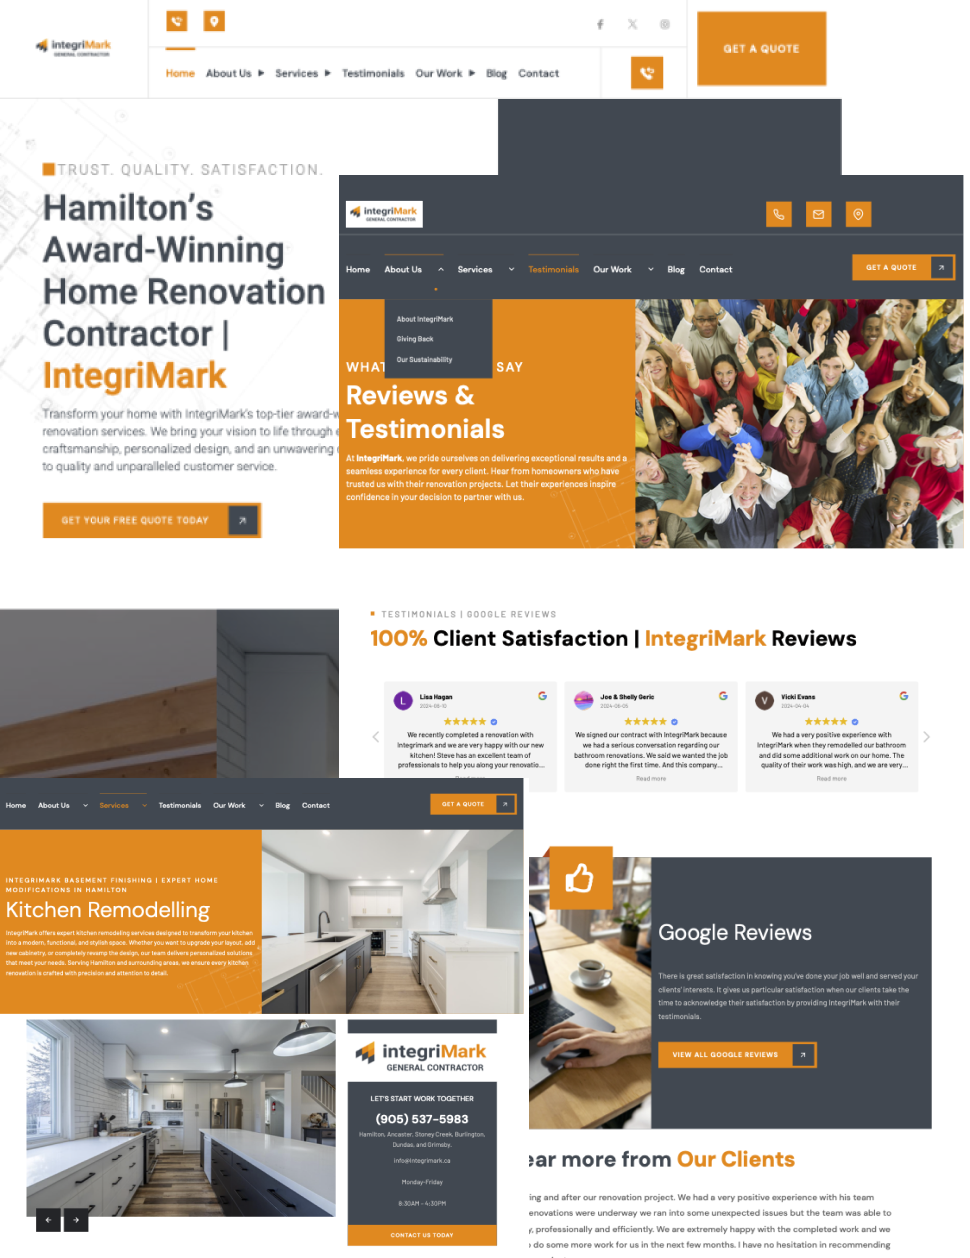 integriMark
GENERAL CONTRACTOR
GET A QUOTE
Home About Us Services Testimonials Our Work Blog Contact
TRUST. QUALITY. SATISFACTION.
Hamilton's
Award-Winning
Home Renovation
Contractor |
IntegriMark
Transform your home with IntegriMark's top-tier award-w
renovation services. We bring your vision to life through e
craftsmanship, personalized design, and an unwavering
to quality and unparalleled customer service.
GET YOUR FREE QUOTE TODAY
integriMark
GENERAL CONTRACTOR
Home About Us Services Testimonials Our Work Blog Contact
GET A QUOTE
About IntegriMark
Giving Back
Our Sustainability
WHAT SAY
Reviews &
Testimonials
At IntegriMark, we pride ourselves on delivering exceptional results and a
seamless experience for every client. Hear from homeowners who have
trusted us with their renovation projects. Let their experiences inspire
confidence in your decision to partner with us.
TESTIMONIALS | GOOGLE REVIEWS
100% Client Satisfaction | IntegriMark Reviews
L
Lisa Hagan
2024-08-19
We recently completed a renovation with
Integrimark and we are very happy with our new
kitchen! Steve has an excellent team of
professionals to help you along your renovatio...
Read more
Joe & Shelly Geric
2024-06-05
We signed our contract with IntegriMark because
we had a serious conversation regarding our
bathroom renovations. We said we wanted the job
done right the first time. And this company...
Read more
V
Vicki Evans
2024-04-04
We had a very positive experience with
IntegriMark when they remodelled our bathroom
and did some additional work on our home. The
quality of their work was high, and we are very...
Read more
Home About Us Services Testimonials Our Work Blog Contact
GET A QUOTE
INTEGRIMARK BASEMENT FINISHING | EXPERT HOME
MODIFICATIONS IN HAMILTON
Kitchen Remodelling
IntegriMark offers expert kitchen remodeling services designed to transform your kitchen
into a modern, functional, and stylish space. Whether you want to upgrade your layout, add
new cabinetry, or completely revamp the design, our team delivers personalized solutions
that meet your needs. Serving Hamilton and surrounding areas, we ensure every kitchen
renovation is crafted with precision and attention to detail.
Google Reviews
There is great satisfaction in knowing you've done your job well and served your
clients' interests. It gives us particular satisfaction when our clients take the
time to acknowledge their satisfaction by providing IntegriMark with their
testimonials.
VIEW ALL GOOGLE REVIEWS
integriMark
GENERAL CONTRACTOR
LET'S START WORK TOGETHER
(905) 537-5983
Hamilton, Ancaster, Stoney Creek, Burlington,
Dundas, and Grimsby.
info@integrimark.ca
Monday-Friday
8:30AM - 4:30PM
CONTACT US TODAY
ear more from Our Clients
ing and after our renovation project. We had a very positive experience with his team
enovations were underway we ran into some unexpected issues but the team was able to
y, professionally and efficiently. We are extremely happy with the completed work and we
do some more work for us in the next few months. I have no hesitation in recommending